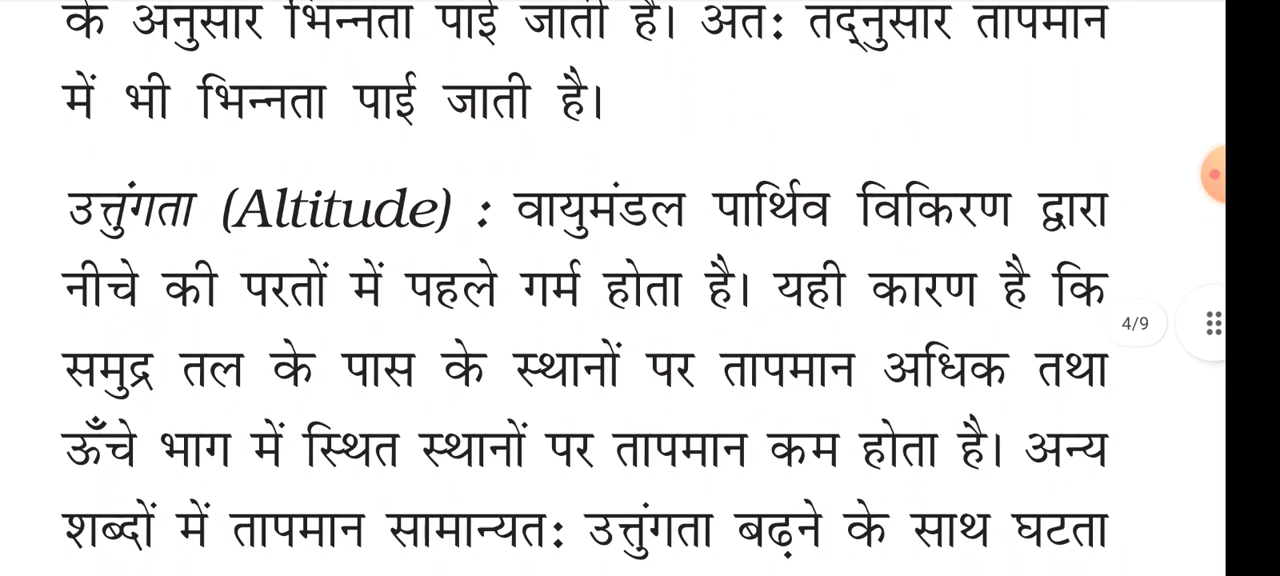 के अनुसार भिन्नता पाई जाती है। अत: तद्नुसार तापमान
में भी भिन्नता पाई जाती है।
उत्तुंगता (Altitude) : वायुमंडल पार्थिव विकिरण द्वारा
नीचे की परतों में पहले गर्म होता है। यही कारण है कि
4/9
समुद्र तल के पास के स्थानों पर तापमान अधिक तथा
ऊँचे भाग में स्थित स्थानों पर तापमान कम होता है। अन्य
शब्दों में तापमान सामान्यत: उत्तुंगता बढ़ने के साथ घटता